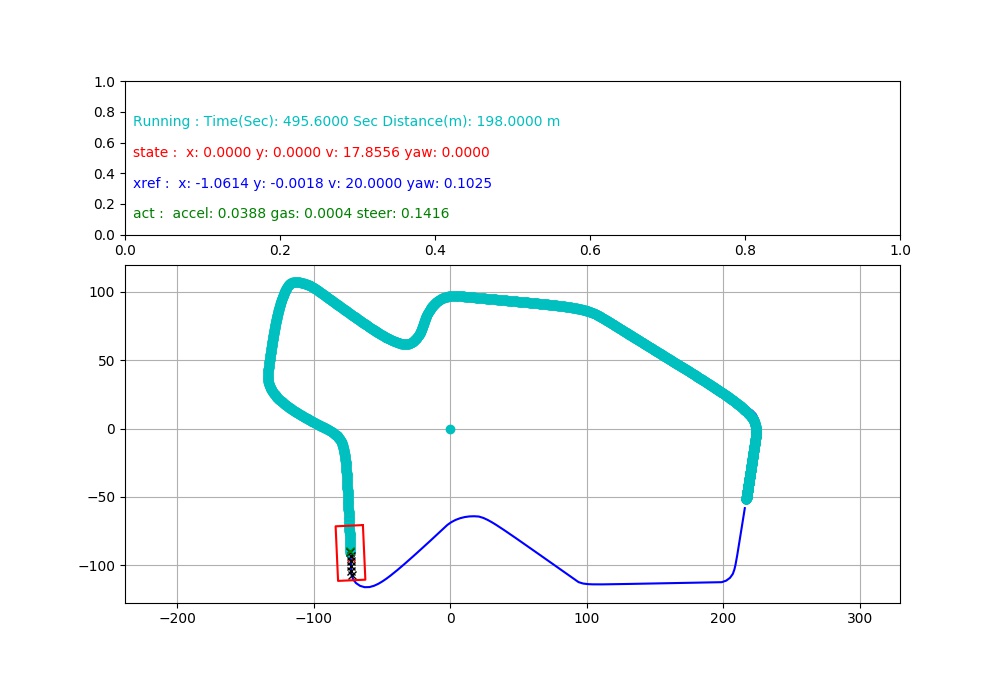 1.0
0.8
0.6
0.4
0.2
0.0
Running : Time(Sec): 495.6000 Sec Distance(m): 198.0000 m
state :  x: 0.0000 y: 0.0000 v: 17.8556 yaw: 0.0000
xref :  x: -1.0614 y: -0.0018 v: 20.0000 yaw: 0.1025
act :  accel: 0.0388 gas: 0.0004 steer: 0.1416
0.0 0.2 0.4 0.6 0.8 1.0
100
50
0
−50
−100
−200 −100 0 100 200 300